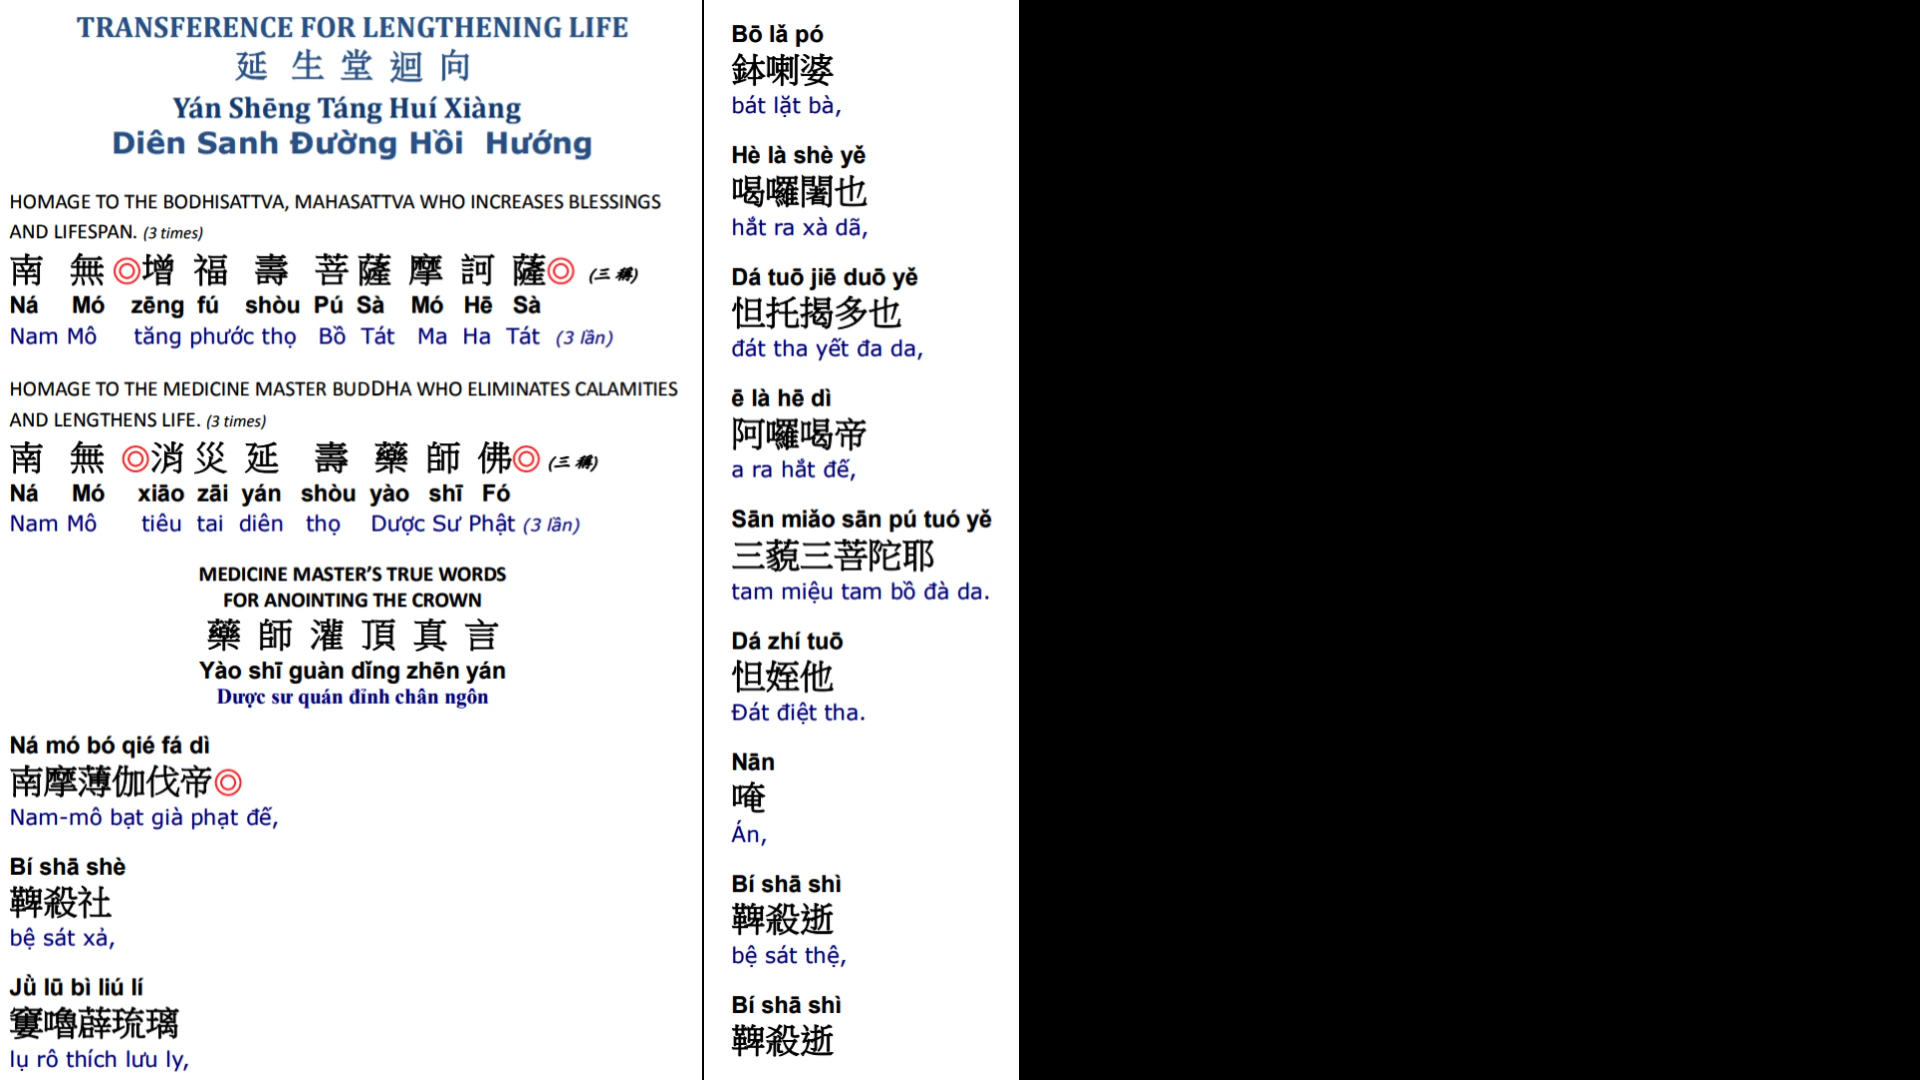 TRANSFERENCE FOR LENGTHENING LIFE
延 生 堂 迴 向
Yán Shēng Táng Huí Xiàng
Diên Sanh Đường Hồi Hướng
HOMAGE TO THE BODHISATTVA, MAHASATTVA WHO INCREASES BLESSINGS
AND LIFESPAN. (3 times)
南 無 ◎增 福 壽 菩 薩 摩 訶 薩◎ (三 稱)
Ná Mó zēng fú shòu Pú Sà Mó Hē Sà
Nam Mô tăng phước thọ Bồ Tát Ma Ha Tát (3 lần)
HOMAGE TO THE MEDICINE MASTER BUDDHA WHO ELIMINATES CALAMITIES
AND LENGTHENS LIFE. (3 times)
南 無 ◎消 災 延 壽 藥 師 佛◎ (三 稱)
Ná Mó xiāo zāi yán shòu yào shī Fó
Nam Mô tiêu tai diên thọ Dược Sư Phật (3 lần)
MEDICINE MASTER’S TRUE WORDS
FOR ANOINTING THE CROWN
藥 師 灌 頂 真 言
Yào shī guàn dǐng zhēn yán
Dược sư quán đỉnh chân ngôn
Ná mó bó qié fá dì
南摩薄伽伐帝◎
Nam-mô bạt già phạt đế,
Bí shā shè
鞞殺社
bệ sát xả,
Jǜ lū bì liú lí
窶嚕薜琉璃
lụ rô thích lưu ly,
Bō lǎ pó
鉢喇婆
bát lặt bà,
Hè là shè yě
喝囉闍也
hắt ra xà dã,
Dá tuō jiē duō yě
怛托揭多也
đát tha yết đa da,
ē là hē dì
阿囉喝帝
a ra hắt đế,
Sān miǎo sān pú tuó yě
三藐三菩陀耶
tam miệu tam bồ đà da.
Dá zhí tuō
怛姪他
Đát điệt tha.
Nān
唵
Án,
Bí shā shì
鞞殺逝
bệ sát thệ,
Bí shā shì
鞞殺逝